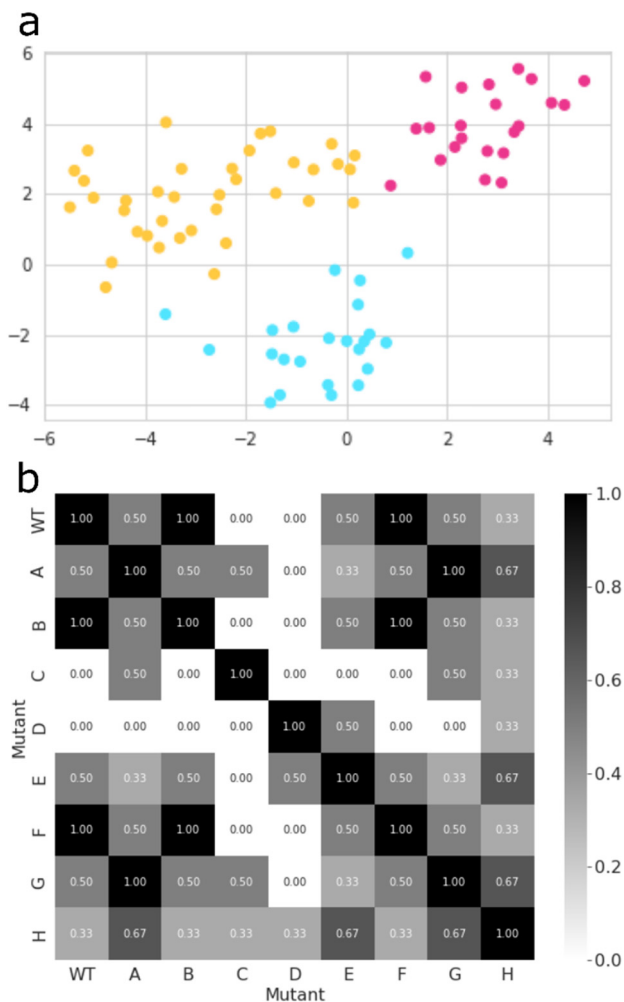 a
6
4
2
0
−2
−4
−6 −4 −2 0 2 4
b
WT 1.00 0.50 1.00 0.00 0.00 0.50 1.00 0.50 0.33
A 0.50 1.00 0.50 0.50 0.00 0.33 0.50 1.00 0.67
B 1.00 0.50 1.00 0.00 0.00 0.50 1.00 0.50 0.33
C 0.00 0.50 0.00 1.00 0.00 0.00 0.00 0.50 0.33
D 0.00 0.00 0.00 0.00 1.00 0.50 0.00 0.00 0.33
E 0.50 0.33 0.50 0.00 0.50 1.00 0.50 0.33 0.67
F 1.00 0.50 1.00 0.00 0.00 0.50 1.00 0.50 0.33
G 0.50 1.00 0.50 0.50 0.00 0.33 0.50 1.00 0.67
H 0.33 0.67 0.33 0.33 0.33 0.67 0.33 0.67 1.00
WT A B C D E F G H
Mutant
Mutant
1.0
0.8
0.6
0.4
0.2
0.0